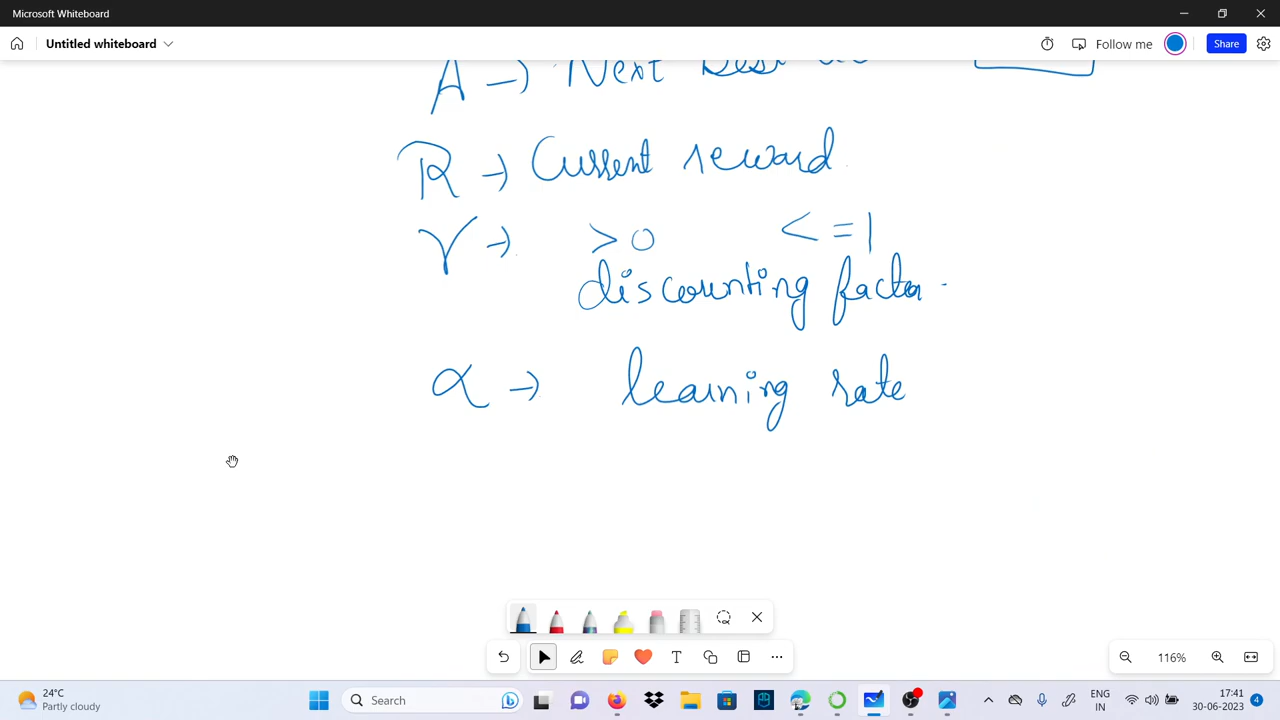 Microsoft Whiteboard
Untitled whiteboard
Follow me
Share
A → Next
R → Current reward
γ → >0 <=1
discounting factor
α → learning rate
116%
24°C
Partly cloudy
Search
ENG
IN
17:41
30-06-2023
4